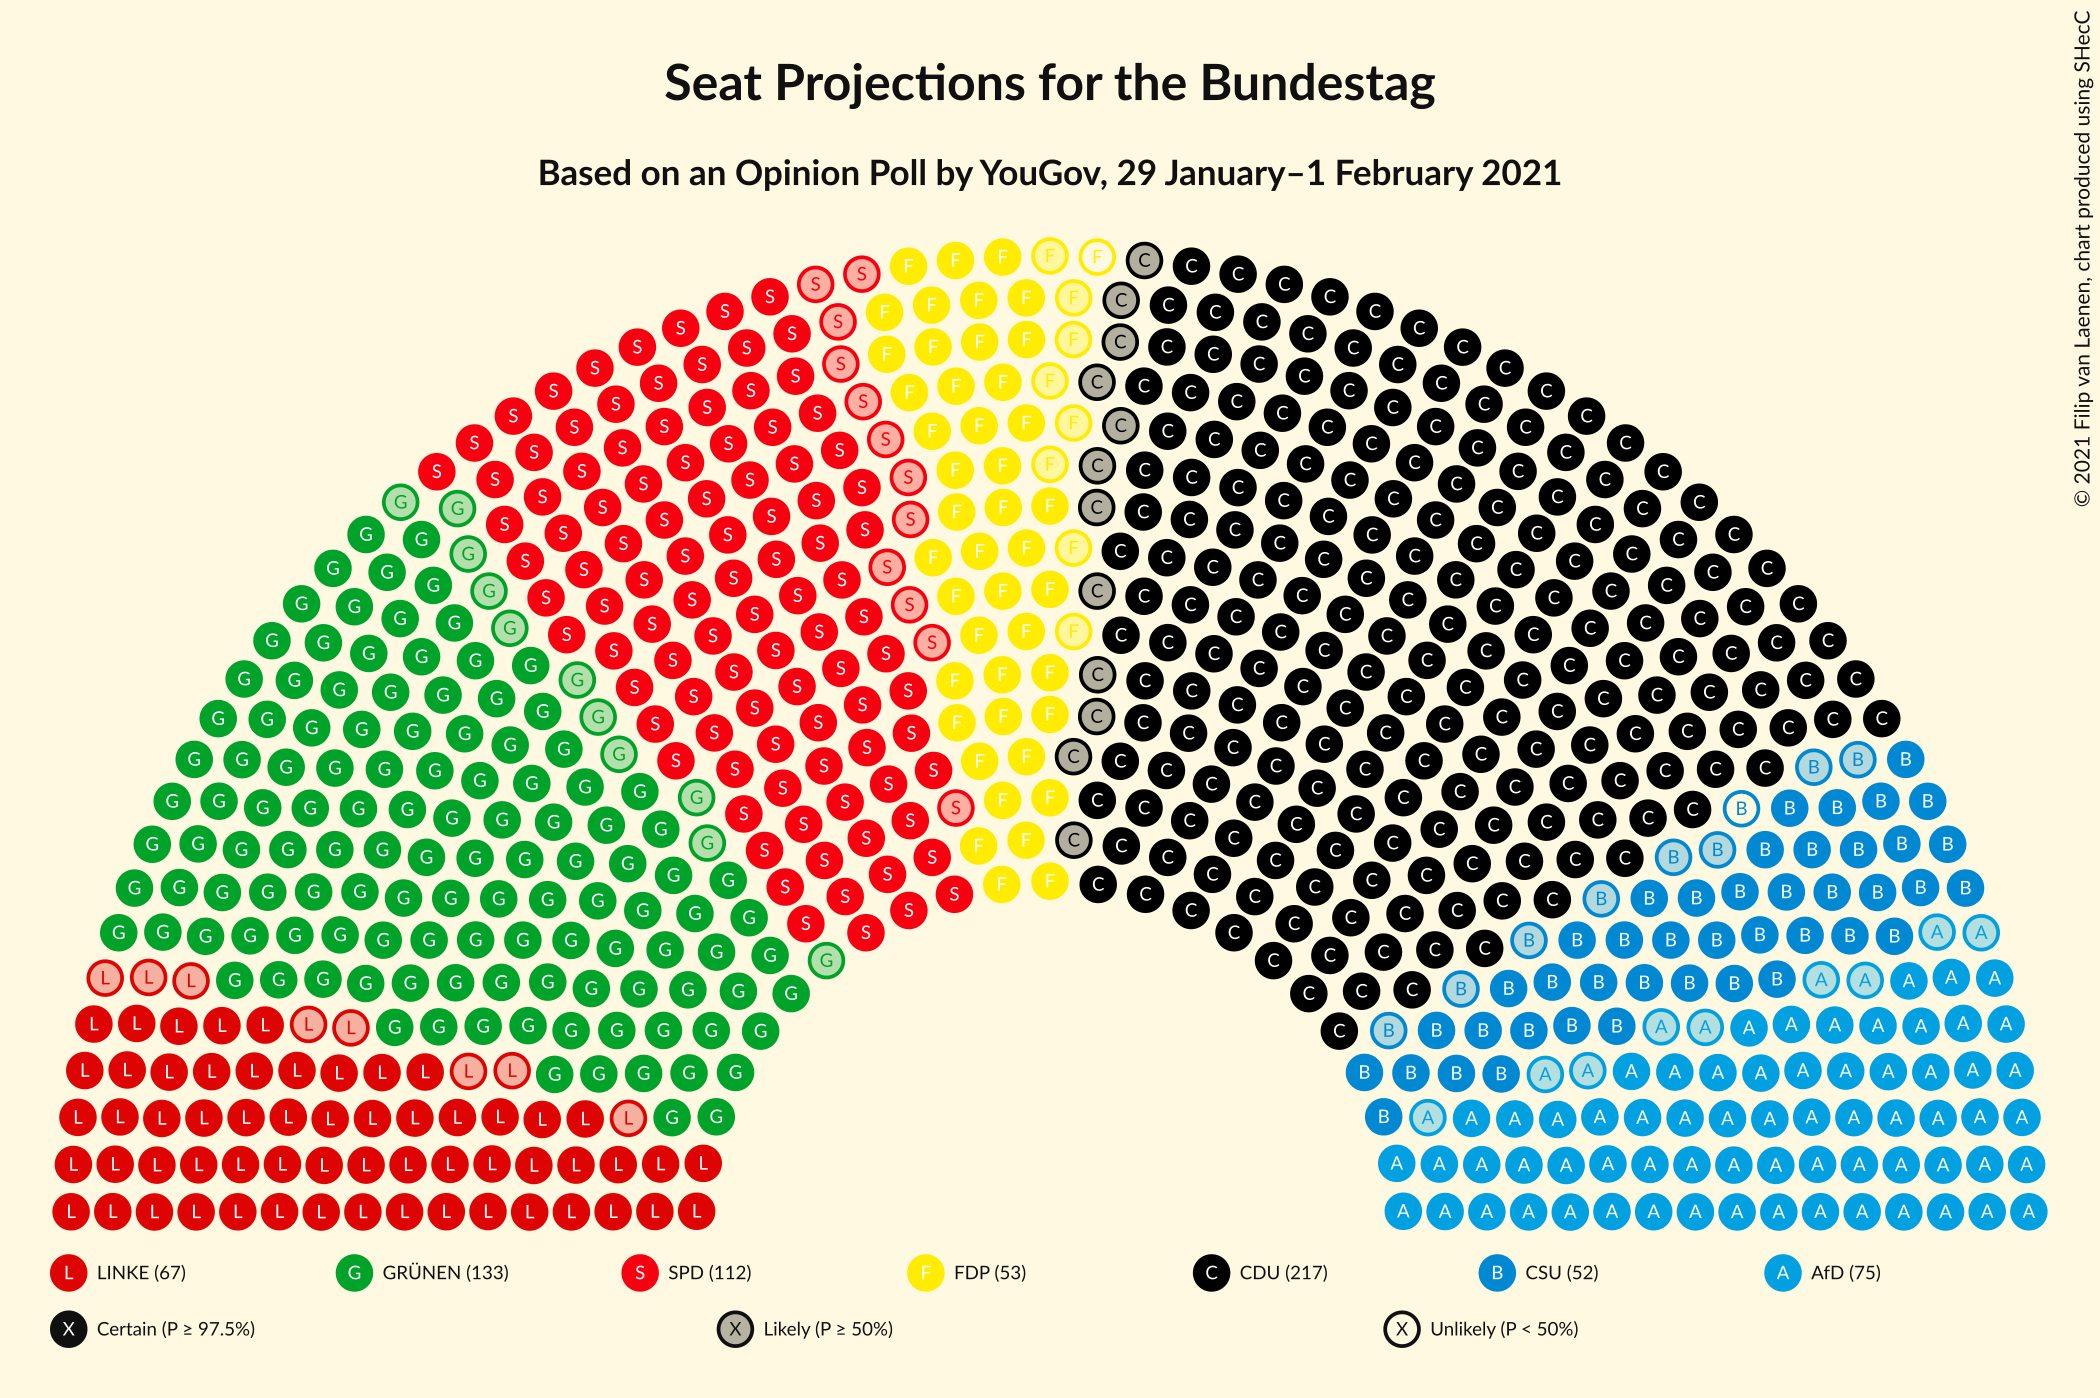 Seat Projections for the Bundestag
Based on an Opinion Poll by YouGov, 29 January–1 February 2021
© 2021 Filip van Laenen, chart produced using SHecC
L LINKE (67)
G GRÜNEN (133)
S SPD (112)
F FDP (53)
C CDU (217)
B CSU (52)
A AfD (75)
X Certain (P ≥ 97.5%)
X Likely (P ≥ 50%)
X Unlikely (P < 50%)